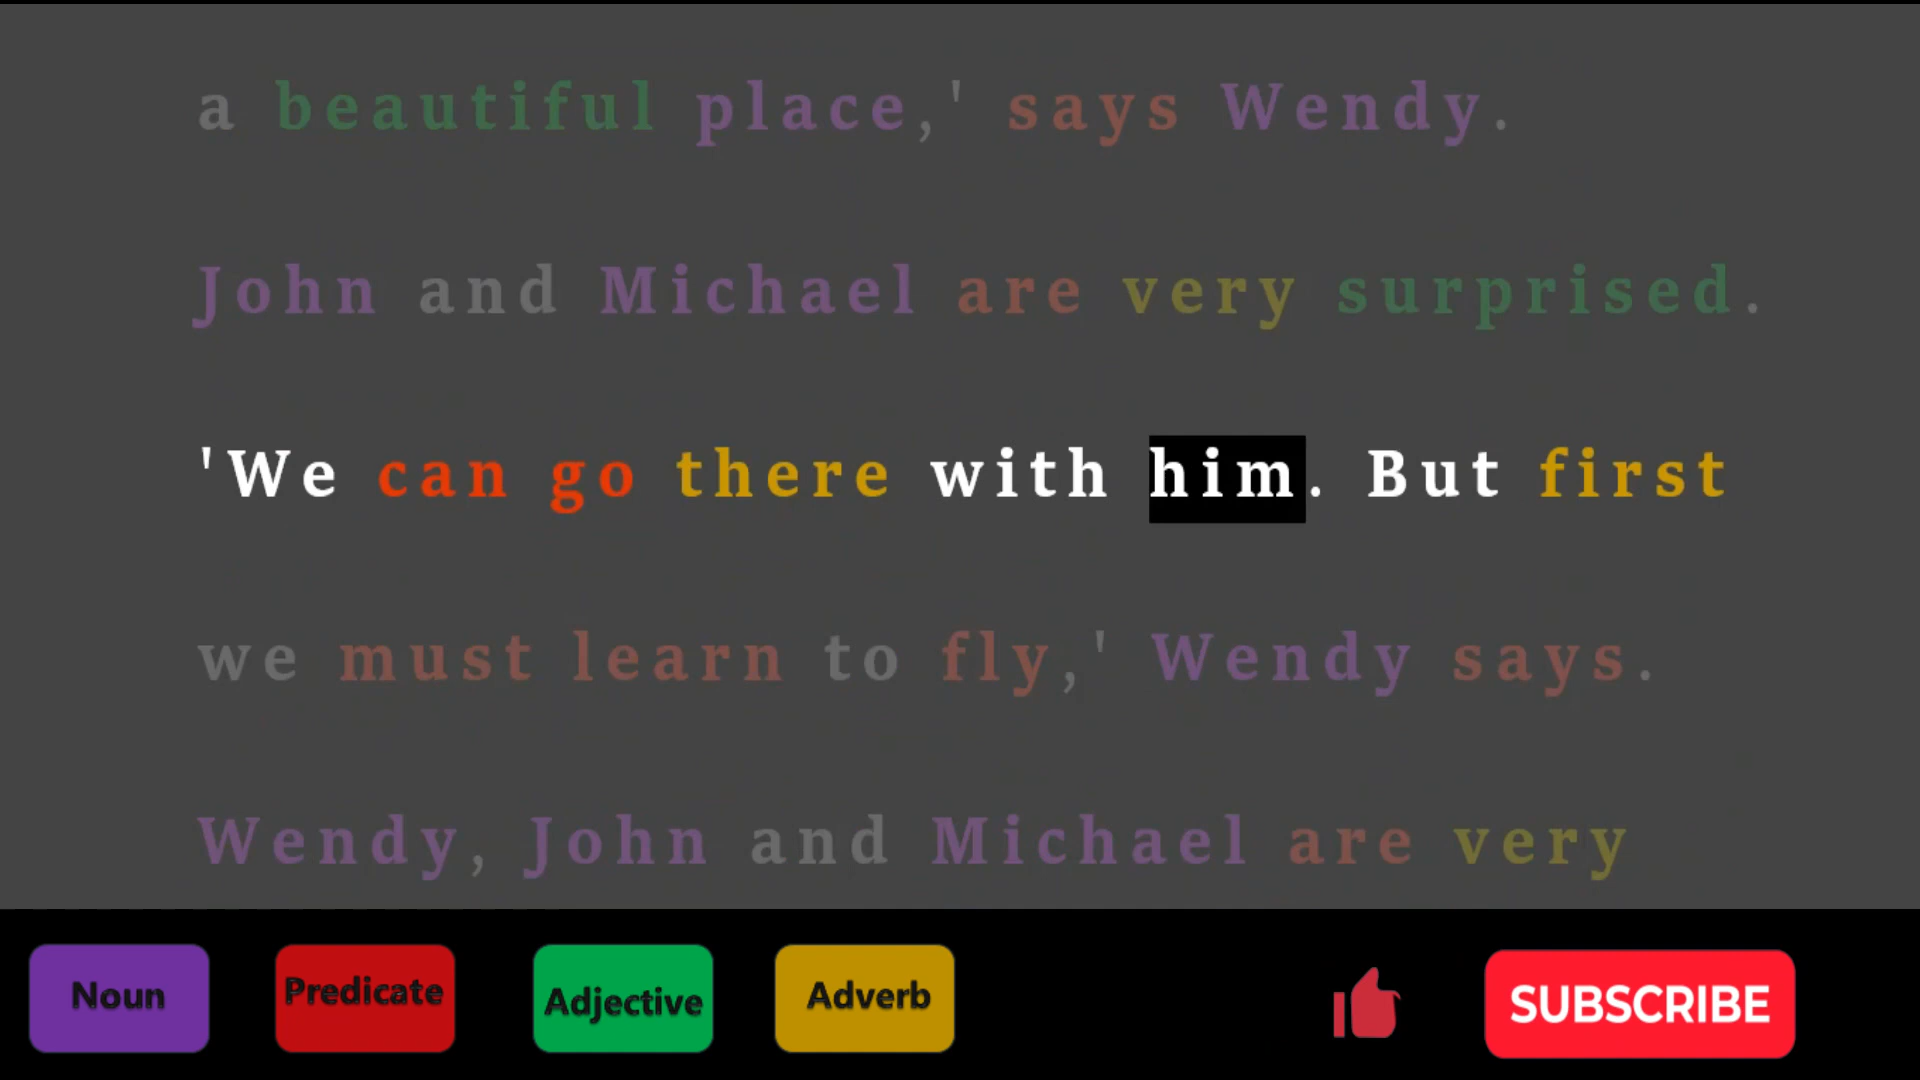 a beautiful place,' says Wendy.
John and Michael are very surprised.
'We can go there with him. But first
we must learn to fly,' Wendy says.
Wendy, John and Michael are very
Noun Predicate Adjective Adverb SUBSCRIBE